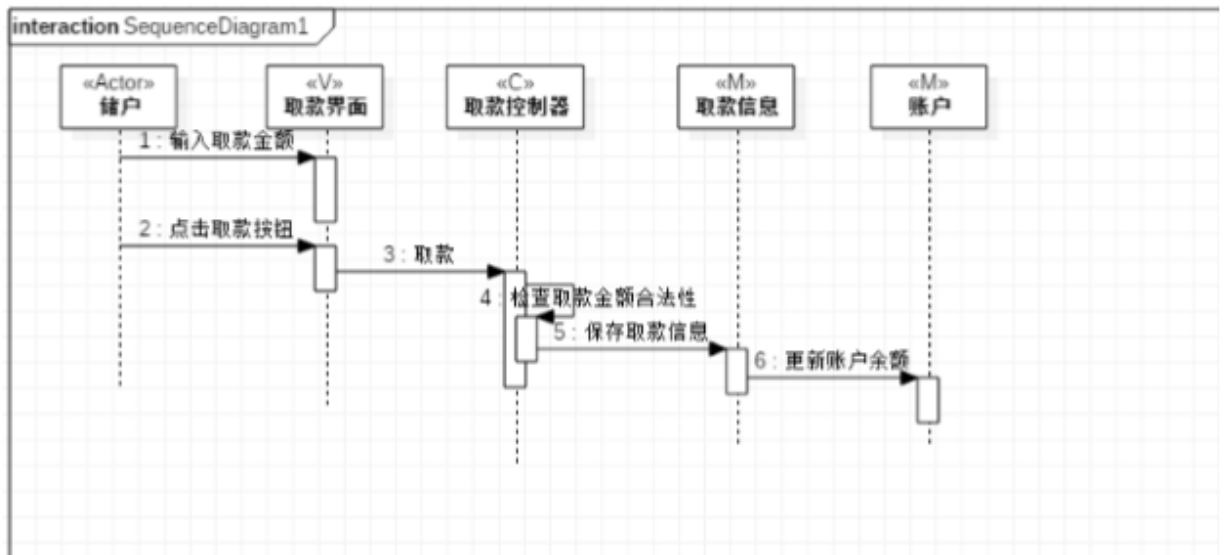 interaction SequenceDiagram1
«Actor»
储户
«V»
取款界面
«C»
取款控制器
«M»
取款信息
«M»
账户
1 : 输入取款金额
2 : 点击取款按钮
3 : 取款
4 : 检查取款金额合法性
5 : 保存取款信息
6 : 更新账户余额